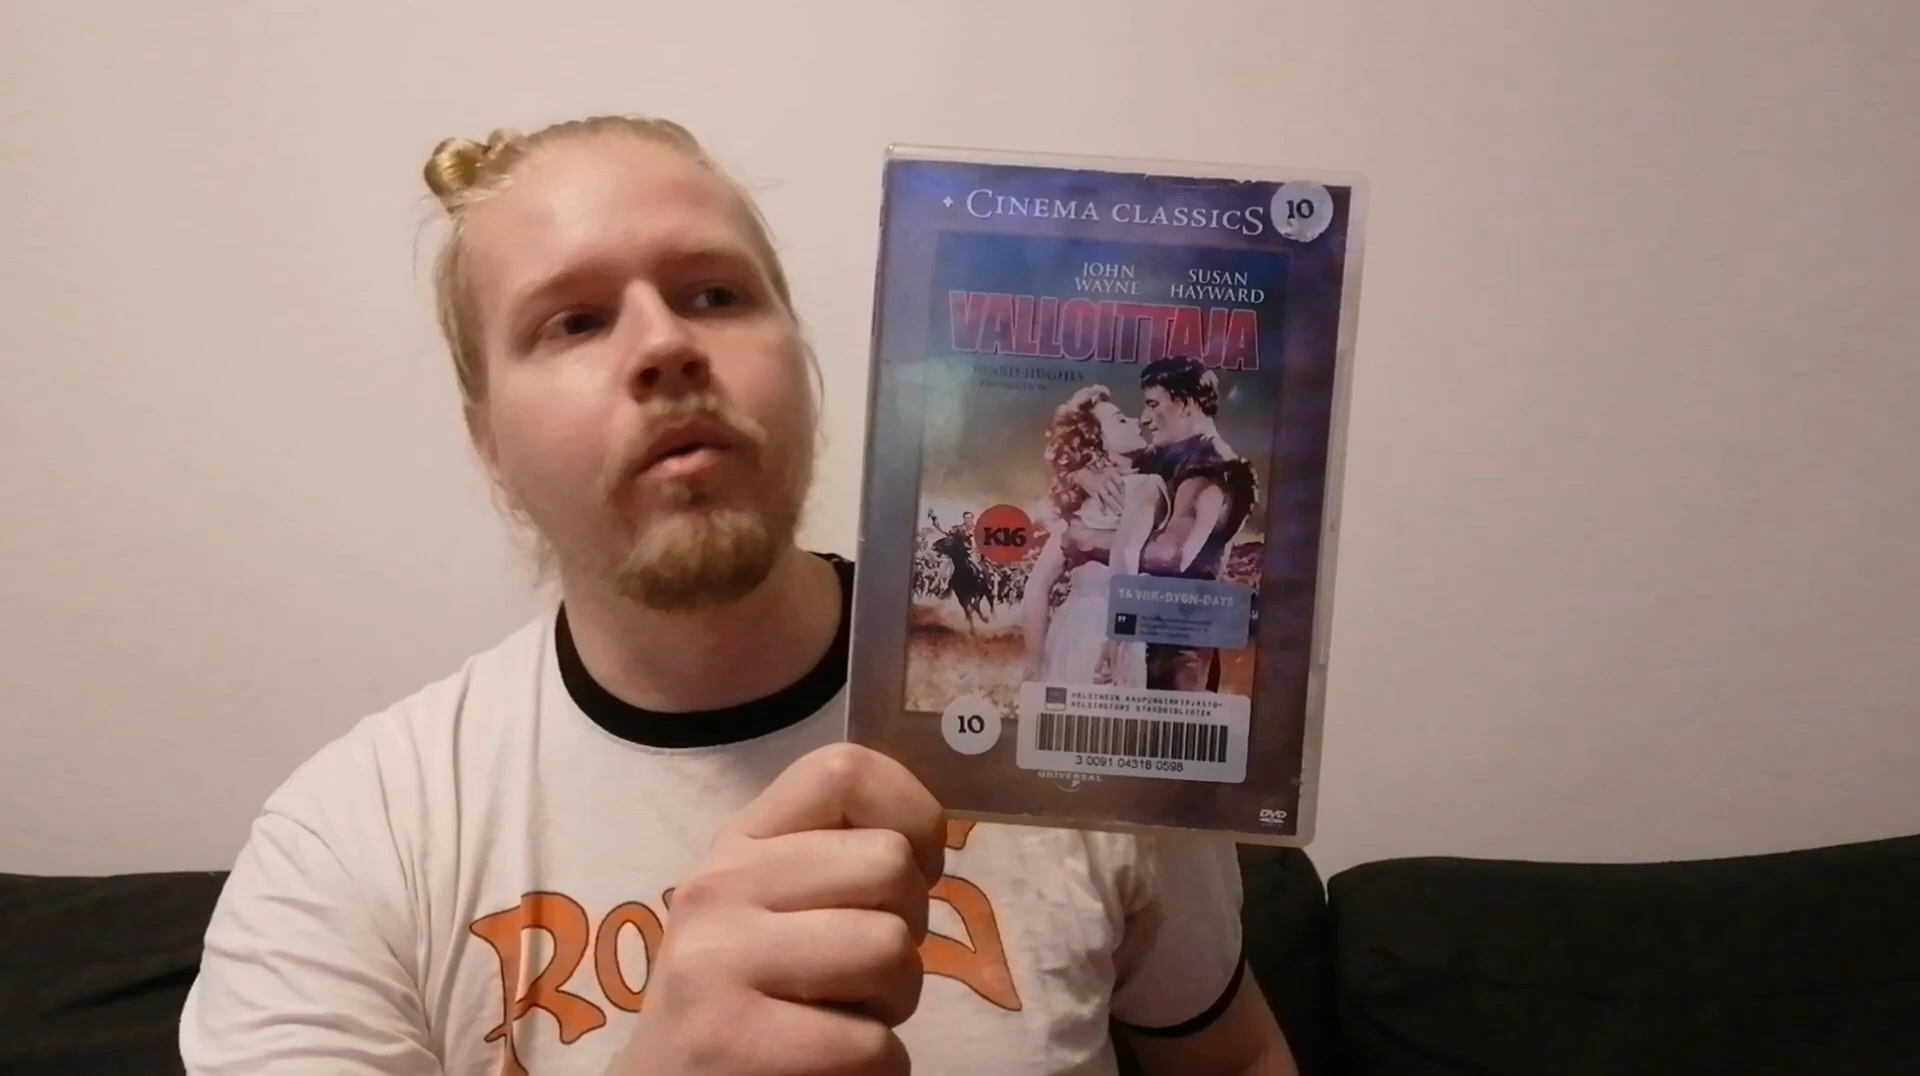 CINEMA CLASSICS
10
JOHN WAYNE
SUSAN HAYWARD
VALLOITTAJA
HUGHES
K16
HELSINGIN KAUPUNGINKIRJASTO-
HELSINGFORS STADSBIBLIOTEK
3 0091 04318 0598
10
UNIVERSAL
DVD